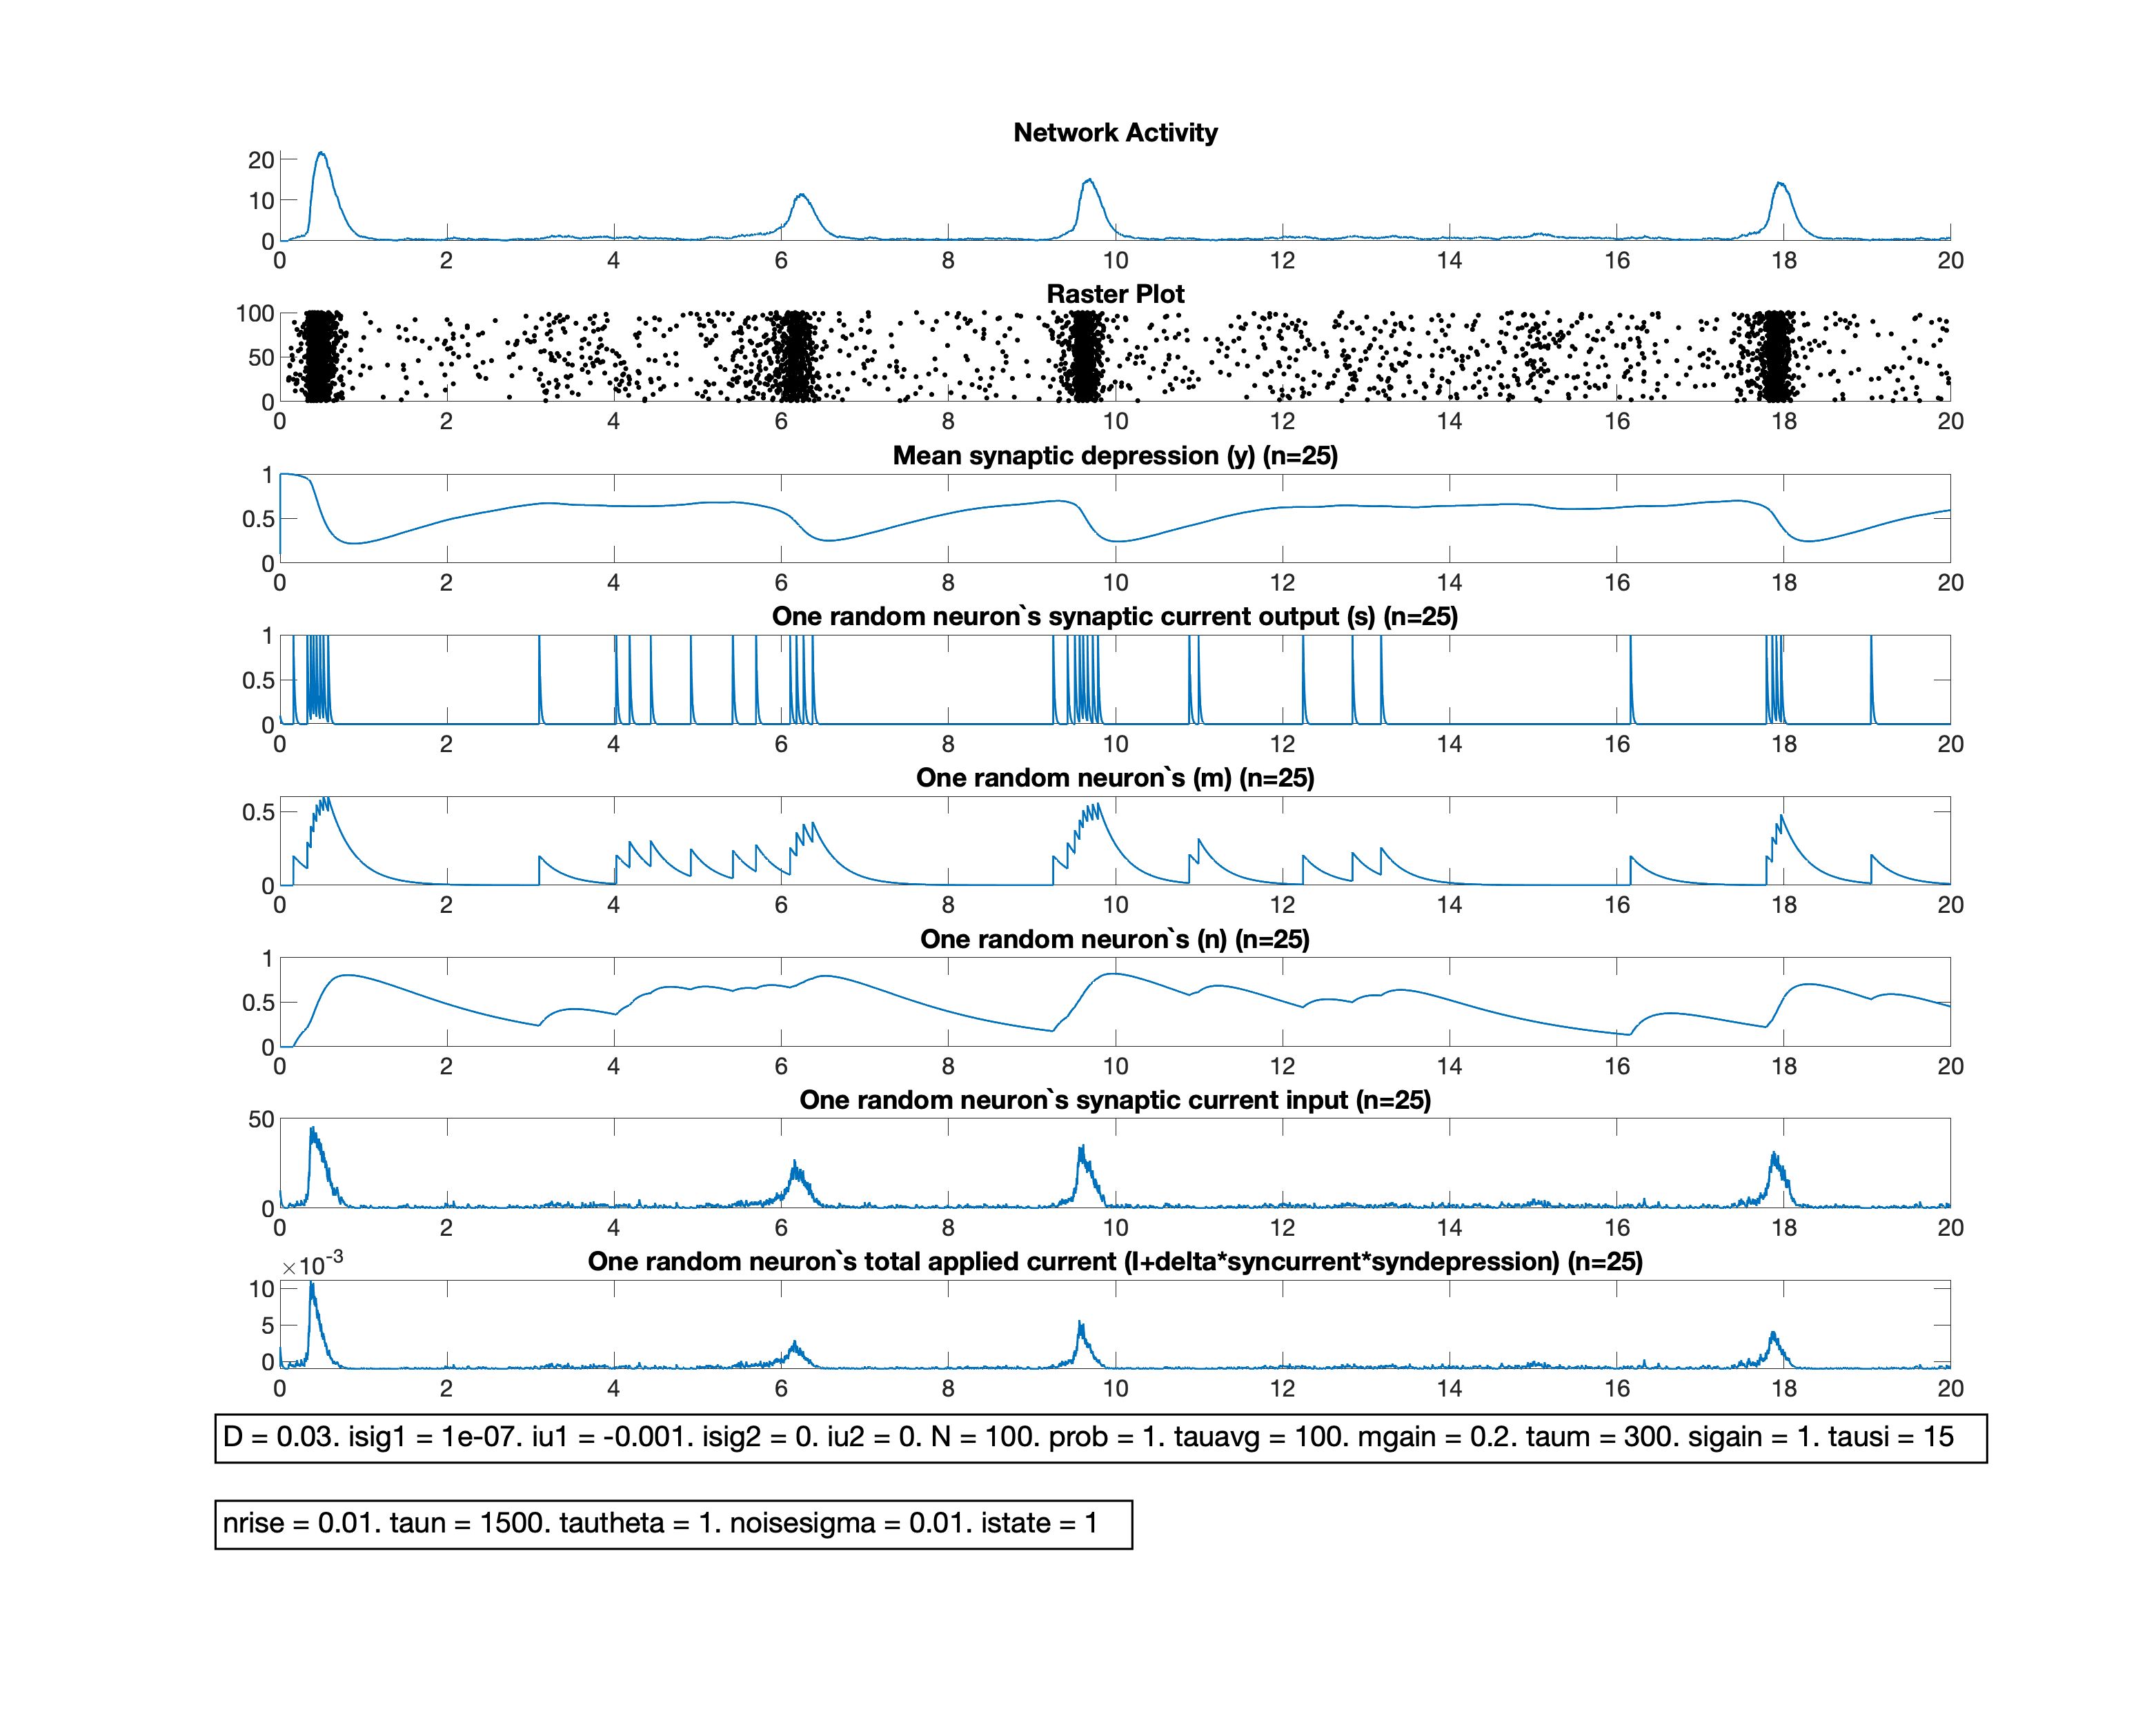 Network Activity
20
10
0
0 2 4 6 8 10 12 14 16 18 20
Raster Plot
100
50
0
0 2 4 6 8 10 12 14 16 18 20
Mean synaptic depression (y) (n=25)
1
0.5
0
0 2 4 6 8 10 12 14 16 18 20
One random neuron`s synaptic current output (s) (n=25)
1
0.5
0
0 2 4 6 8 10 12 14 16 18 20
One random neuron`s (m) (n=25)
0.5
0
0 2 4 6 8 10 12 14 16 18 20
One random neuron`s (n) (n=25)
1
0.5
0
0 2 4 6 8 10 12 14 16 18 20
One random neuron`s synaptic current input (n=25)
50
0
0 2 4 6 8 10 12 14 16 18 20
×10-3 One random neuron`s total applied current (I+delta*syncurrent*syndepression) (n=25)
10
5
0
0 2 4 6 8 10 12 14 16 18 20
D = 0.03. isig1 = 1e-07. iu1 = -0.001. isig2 = 0. iu2 = 0. N = 100. prob = 1. tauavg = 100. mgain = 0.2. taum = 300. sigain = 1. tausi = 15
nrise = 0.01. taun = 1500. tautheta = 1. noisesigma = 0.01. istate = 1